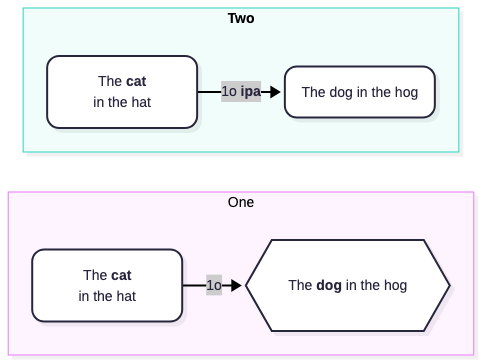 Two
The cat
in the hat
1o ipa
The dog in the hog
One
The cat
in the hat
1o
The dog in the hog